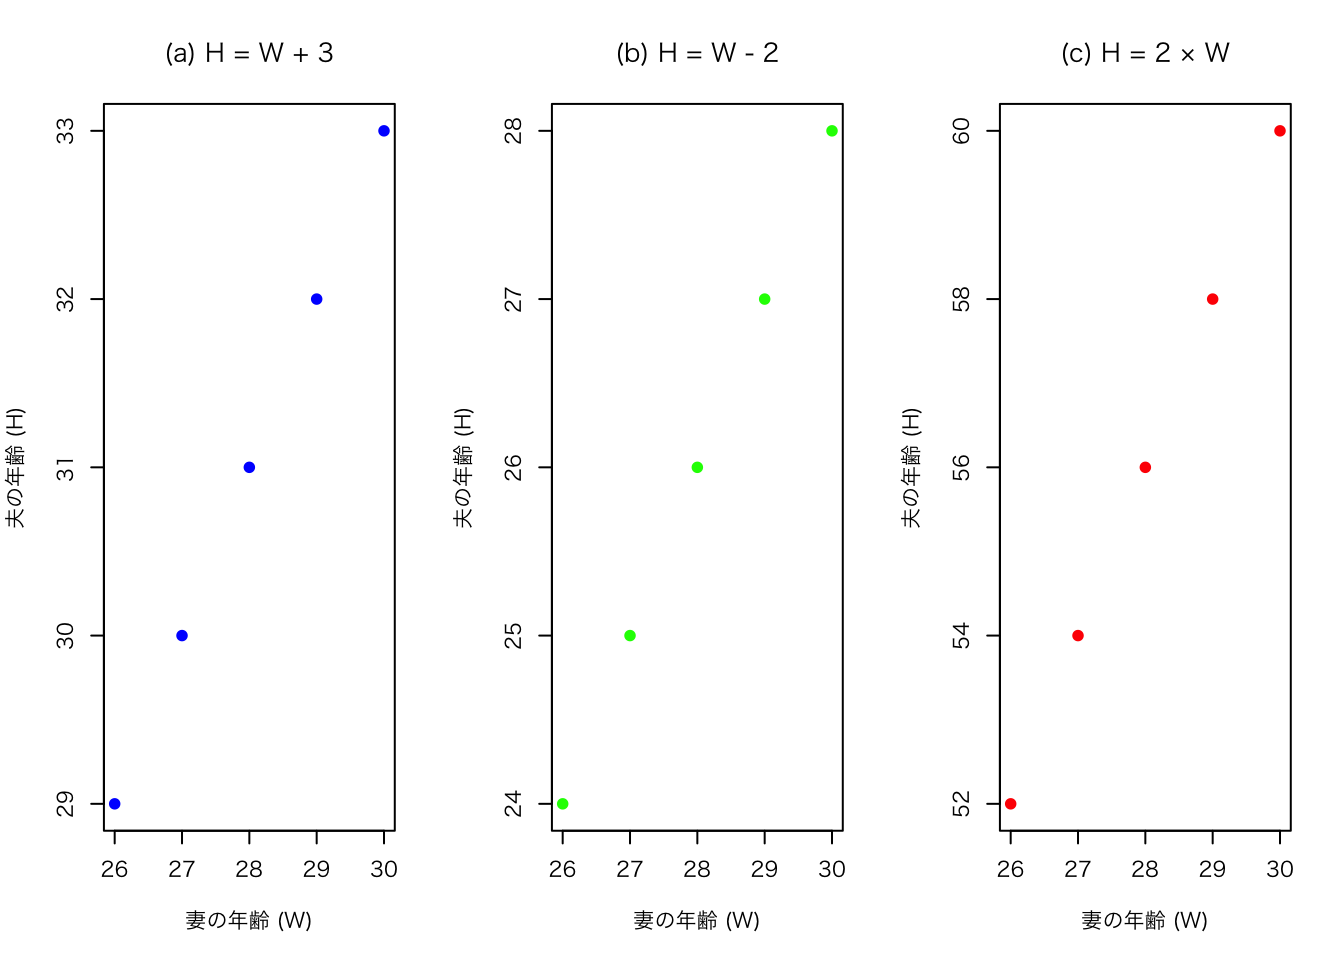 (a) H = W + 3
33
32
31
30
29
夫の年齢 (H)
26 27 28 29 30
妻の年齢 (W)
(b) H = W - 2
28
27
26
25
24
夫の年齢 (H)
26 27 28 29 30
妻の年齢 (W)
(c) H = 2 × W
60
58
56
54
52
夫の年齢 (H)
26 27 28 29 30
妻の年齢 (W)